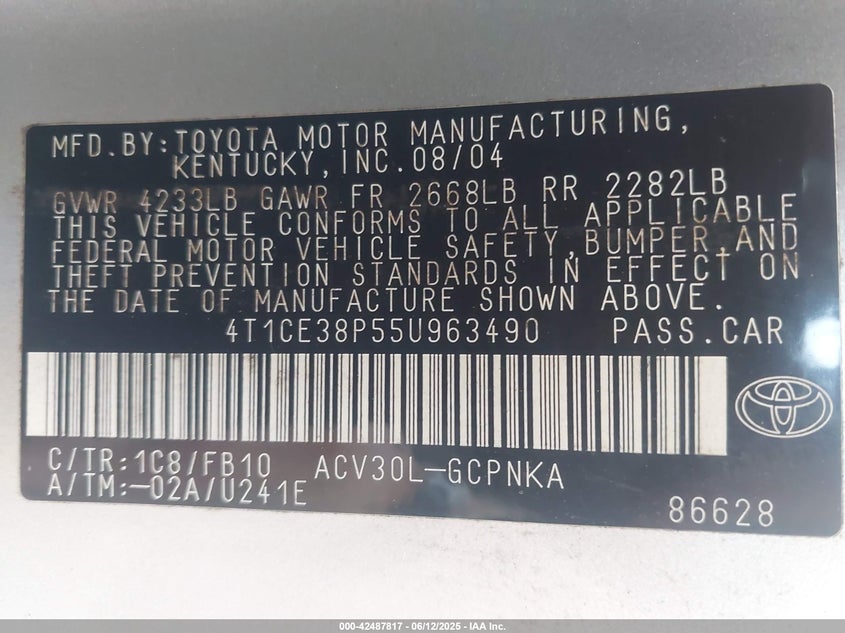 MFD.BY:TOYOTA MOTOR MANUFACTURING,
KENTUCKY,INC.08/04
GVWR 4233LB GAWR FR 2668LB RR 2282LB
THIS VEHICLE CONFORMS TO ALL APPLICABLE
FEDERAL MOTOR VEHICLE SAFETY,BUMPER,AND
THEFT PREVENTION STANDARDS IN EFFECT ON
THE DATE OF MANUFACTURE SHOWN ABOVE.
4T1CE38P55U963490 PASS.CAR
C/TR:1C8/FB10 ACV30L-GCPNKA
A/TM:-02A/U241E
86628
000-42487817 - 06/12/2025 - IAA Inc.